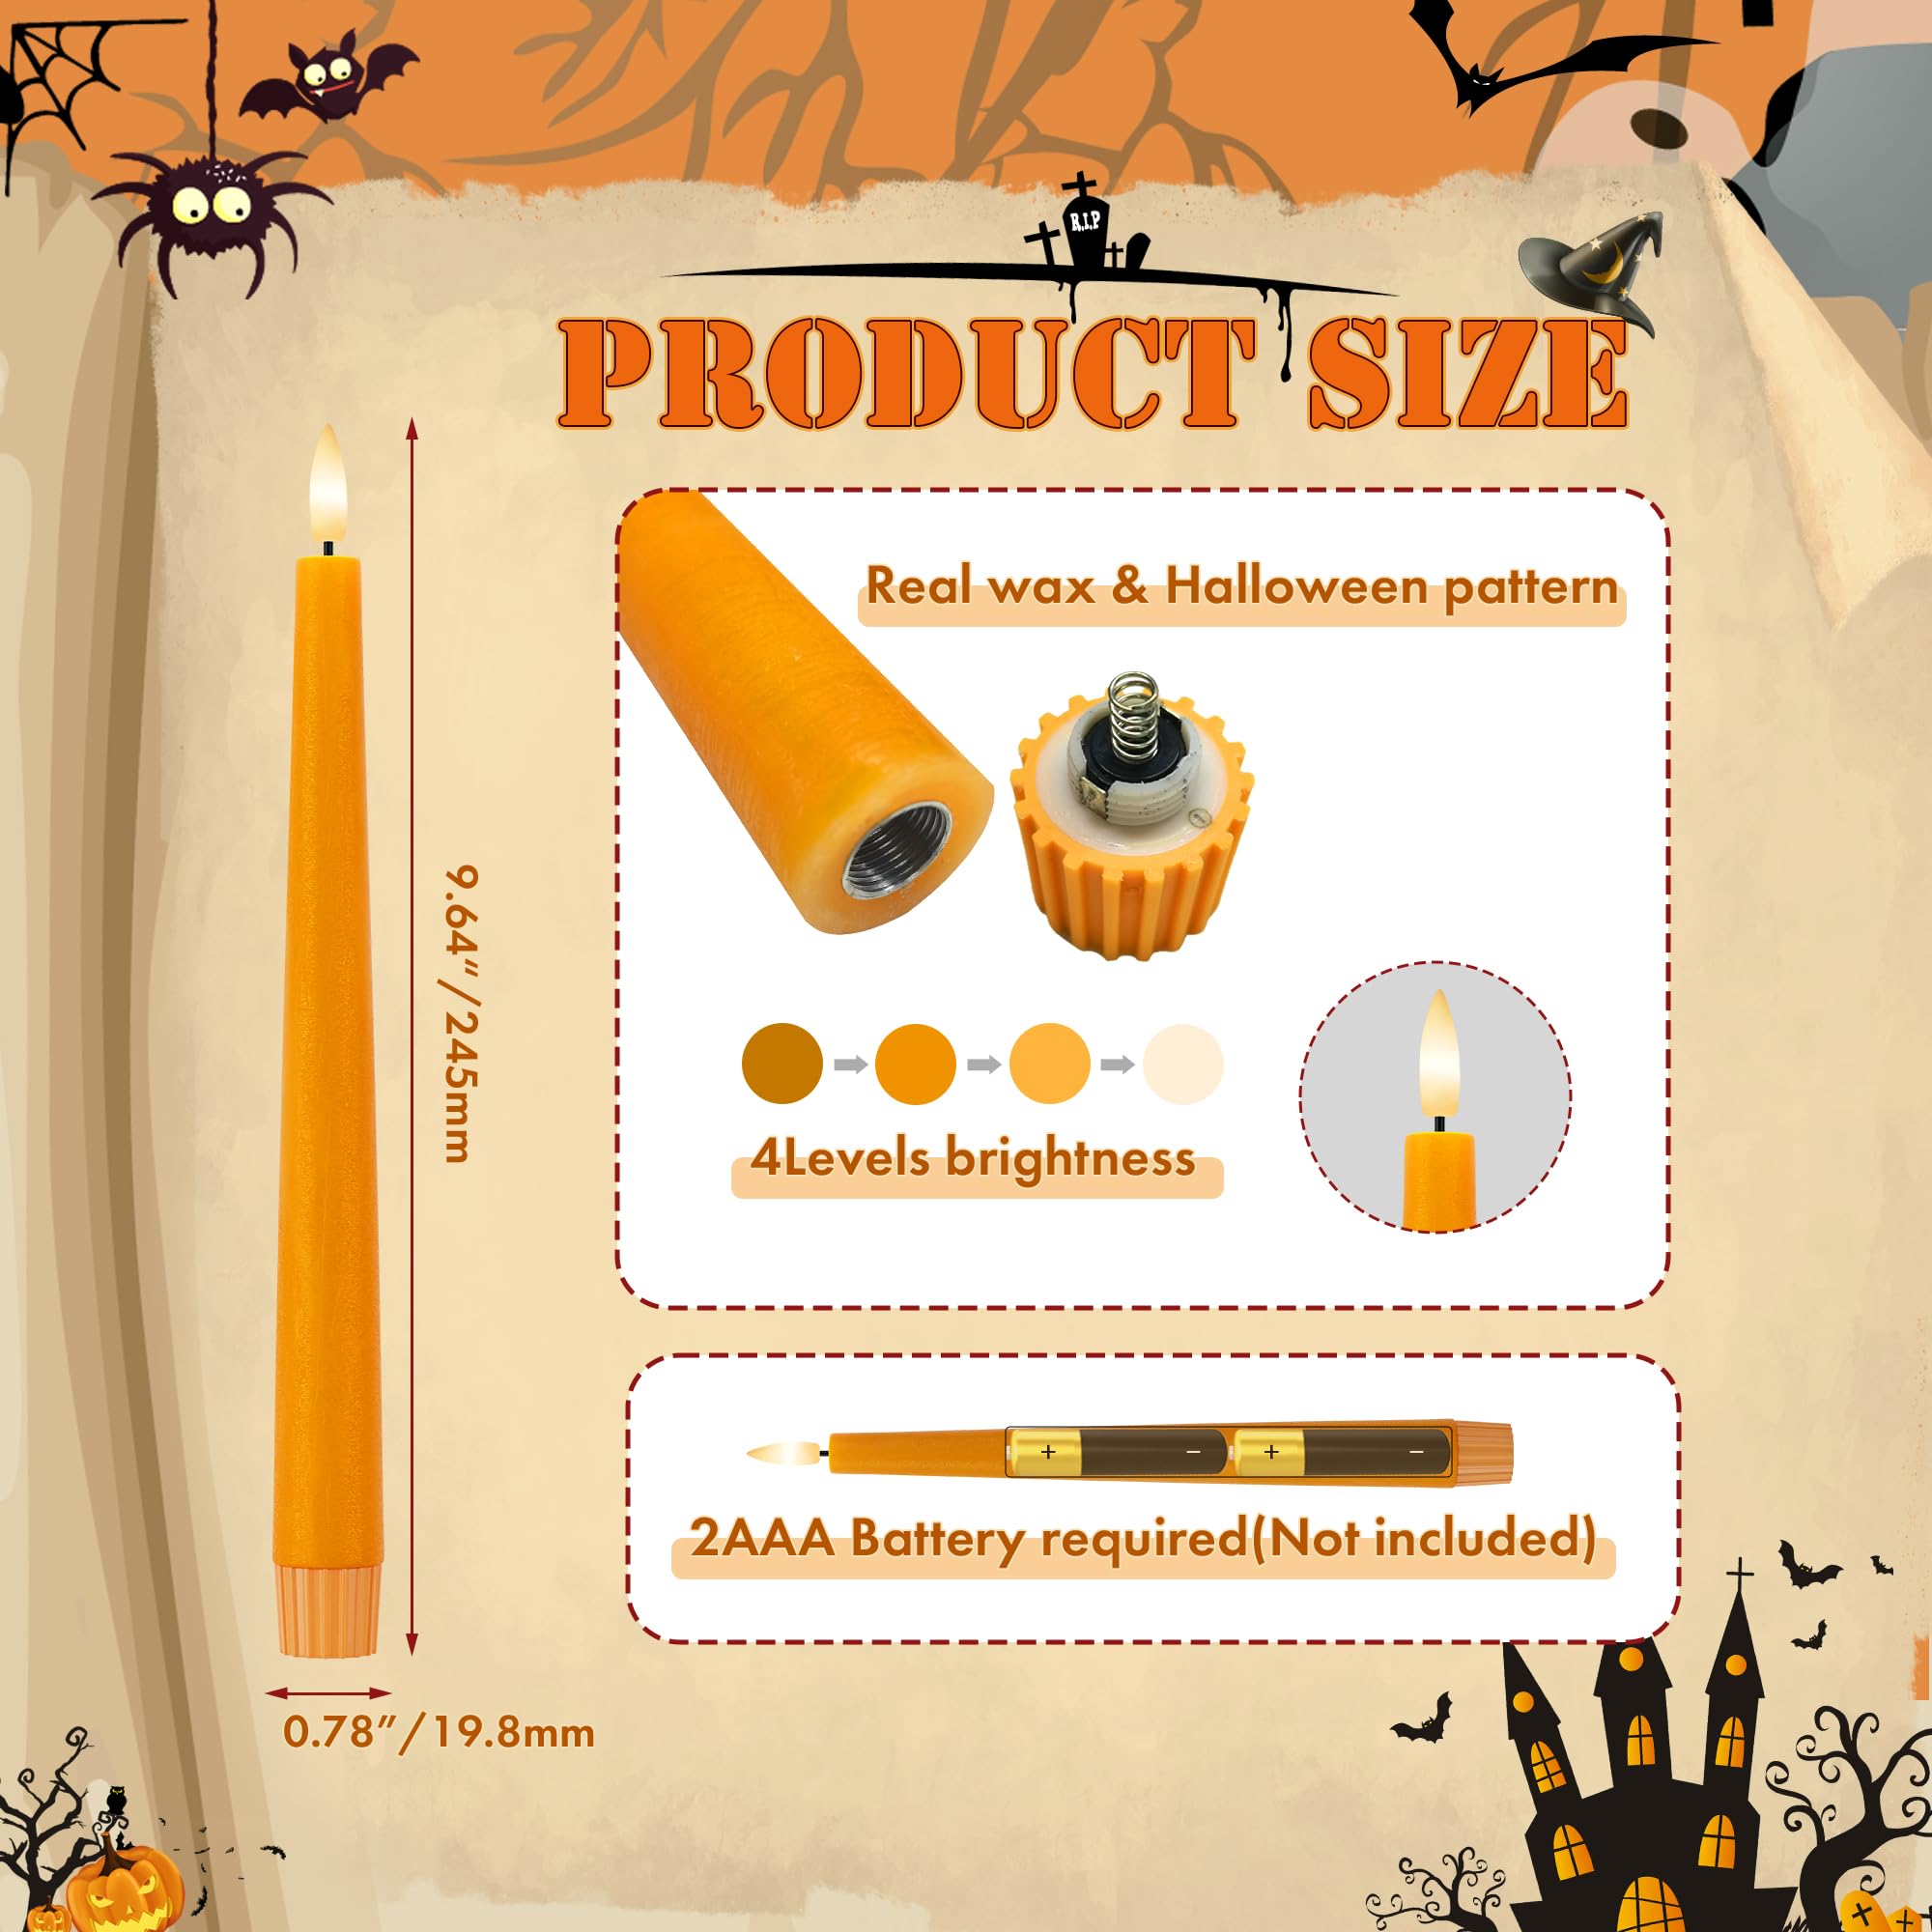 R.I.P
PRODUCT SIZE
Real wax & Halloween pattern
9.64"/245mm
4Levels brightness
+ − + −
2AAA Battery required(Not included)
0.78"/19.8mm